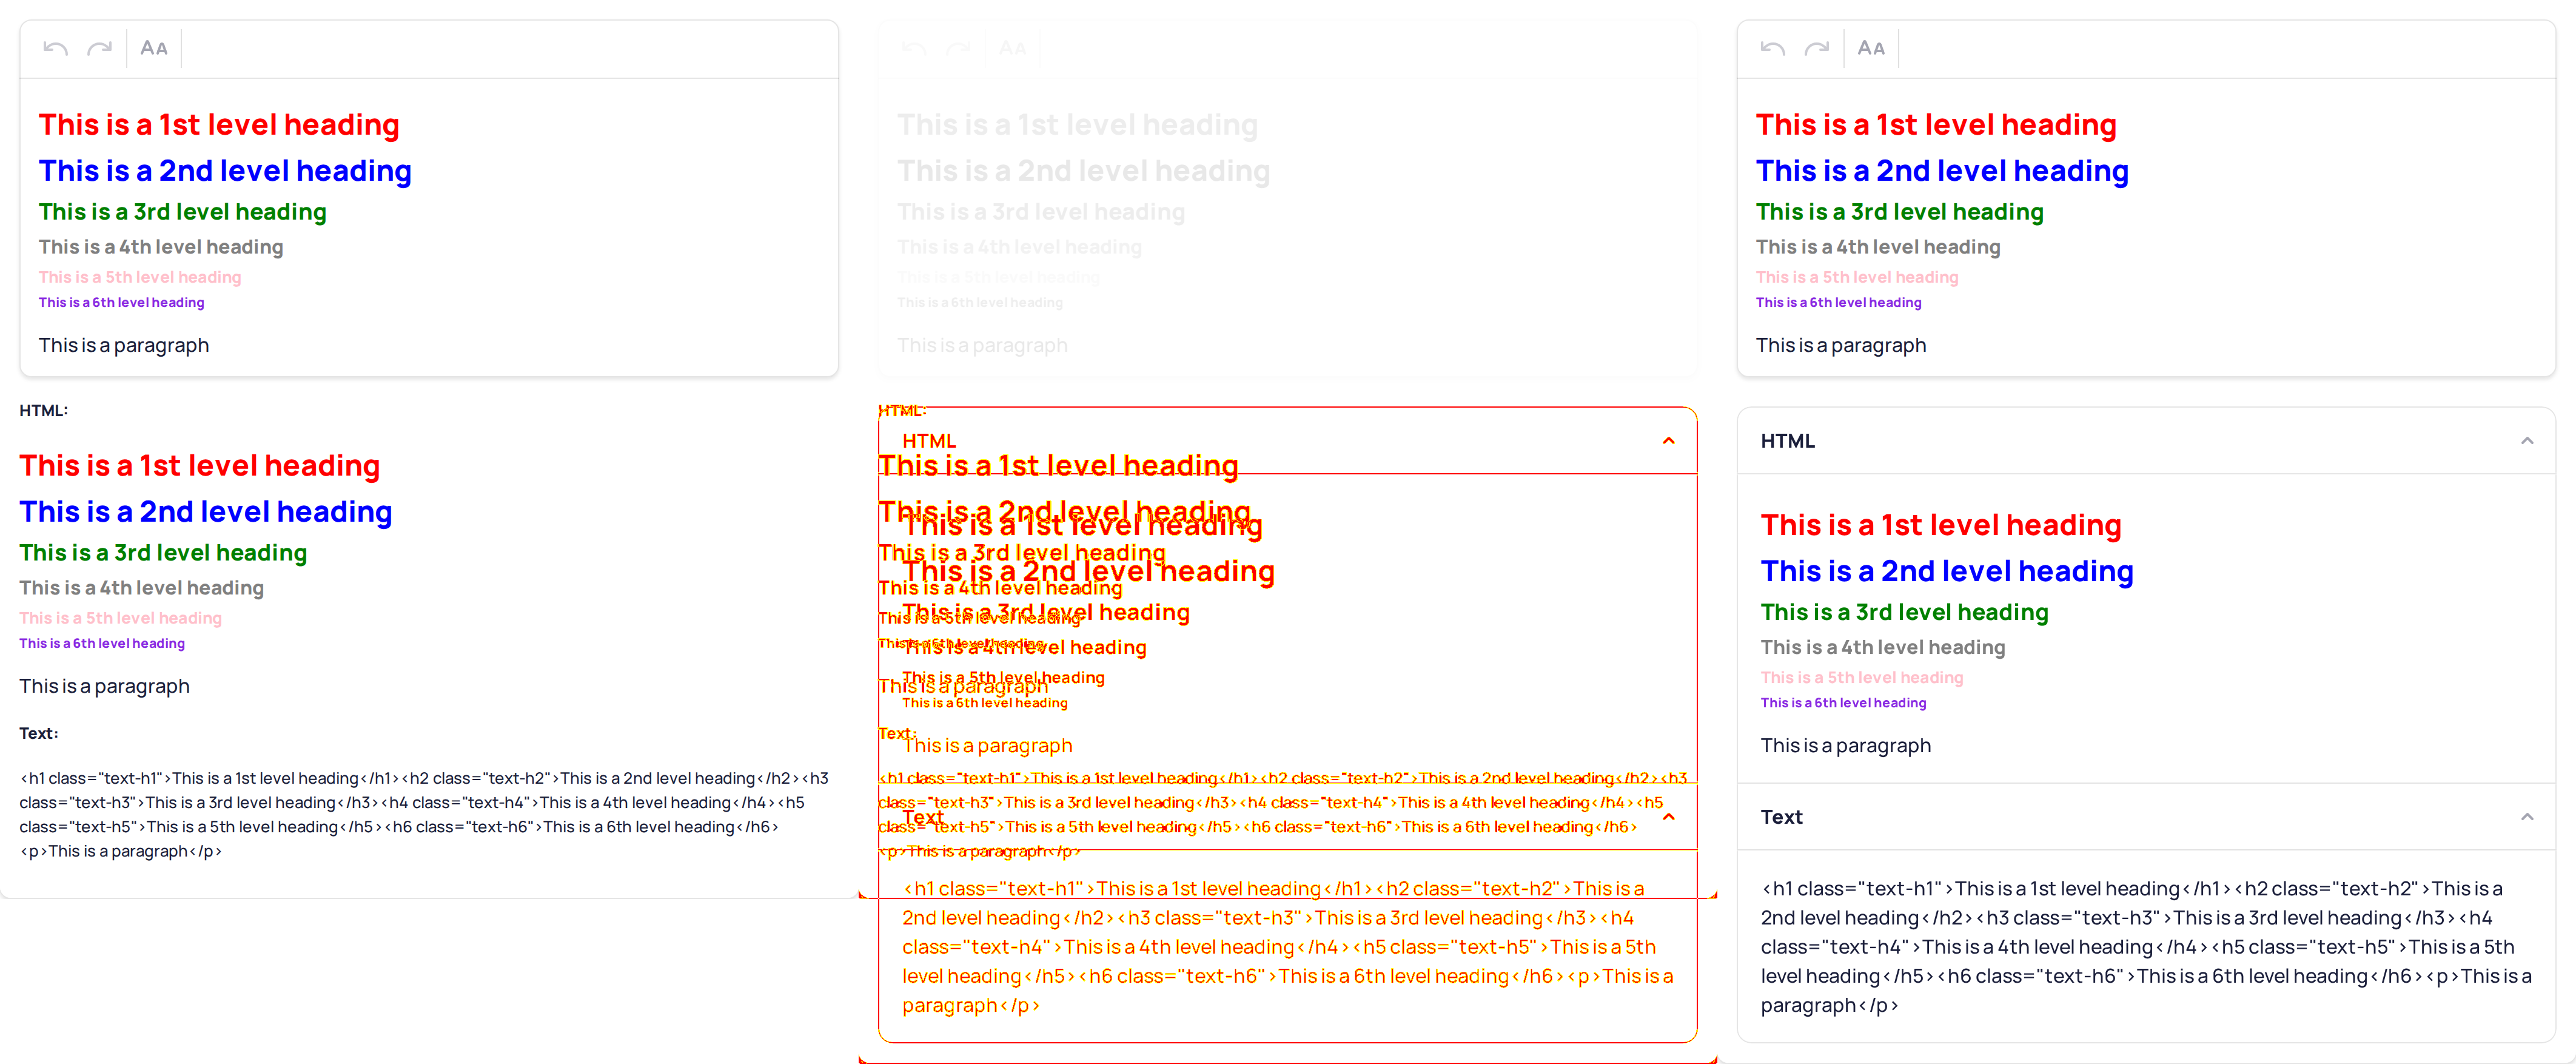 AA
This is a 1st level heading
This is a 2nd level heading
This is a 3rd level heading
This is a 4th level heading
This is a 5th level heading
This is a 6th level heading
This is a paragraph
HTML:
This is a 1st level heading
This is a 2nd level heading
This is a 3rd level heading
This is a 4th level heading
This is a 5th level heading
This is a 6th level heading
This is a paragraph
Text:
<h1 class="text-h1">This is a 1st level heading</h1><h2 class="text-h2">This is a 2nd level heading</h2><h3
class="text-h3">This is a 3rd level heading</h3><h4 class="text-h4">This is a 4th level heading</h4><h5
class="text-h5">This is a 5th level heading</h5><h6 class="text-h6">This is a 6th level heading</h6>
<p>This is a paragraph</p>
AA
This is a 1st level heading
This is a 2nd level heading
This is a 3rd level heading
This is a 4th level heading
This is a 5th level heading
This is a 6th level heading
This is a paragraph
HTML:
HTML
This is a 1st level heading
This is a 2nd level heading
This is a 1st level heading
This is a 3rd level heading
This is a 2nd level heading
This is a 4th level heading
This is a 3rd level heading
This is a 5th level heading
This is a 6th level heading
This is a 4th level heading
This is a 5th level heading
This is a paragraph
This is a 6th level heading
Text:
This is a paragraph
<h1 class="text-h1">This is a 1st level heading</h1><h2 class="text-h2">This is a 2nd level heading</h2><h3
class="text-h3">This is a 3rd level heading</h3><h4 class="text-h4">This is a 4th level heading</h4><h5
Text
class="text-h5">This is a 5th level heading</h5><h6 class="text-h6">This is a 6th level heading</h6>
<p>This is a paragraph</p>
<h1 class="text-h1">This is a 1st level heading</h1><h2 class="text-h2">This is a
2nd level heading</h2><h3 class="text-h3">This is a 3rd level heading</h3><h4
class="text-h4">This is a 4th level heading</h4><h5 class="text-h5">This is a 5th
level heading</h5><h6 class="text-h6">This is a 6th level heading</h6><p>This is a
paragraph</p>
AA
This is a 1st level heading
This is a 2nd level heading
This is a 3rd level heading
This is a 4th level heading
This is a 5th level heading
This is a 6th level heading
This is a paragraph
HTML
This is a 1st level heading
This is a 2nd level heading
This is a 3rd level heading
This is a 4th level heading
This is a 5th level heading
This is a 6th level heading
This is a paragraph
Text
<h1 class="text-h1">This is a 1st level heading</h1><h2 class="text-h2">This is a
2nd level heading</h2><h3 class="text-h3">This is a 3rd level heading</h3><h4
class="text-h4">This is a 4th level heading</h4><h5 class="text-h5">This is a 5th
level heading</h5><h6 class="text-h6">This is a 6th level heading</h6><p>This is a
paragraph</p>